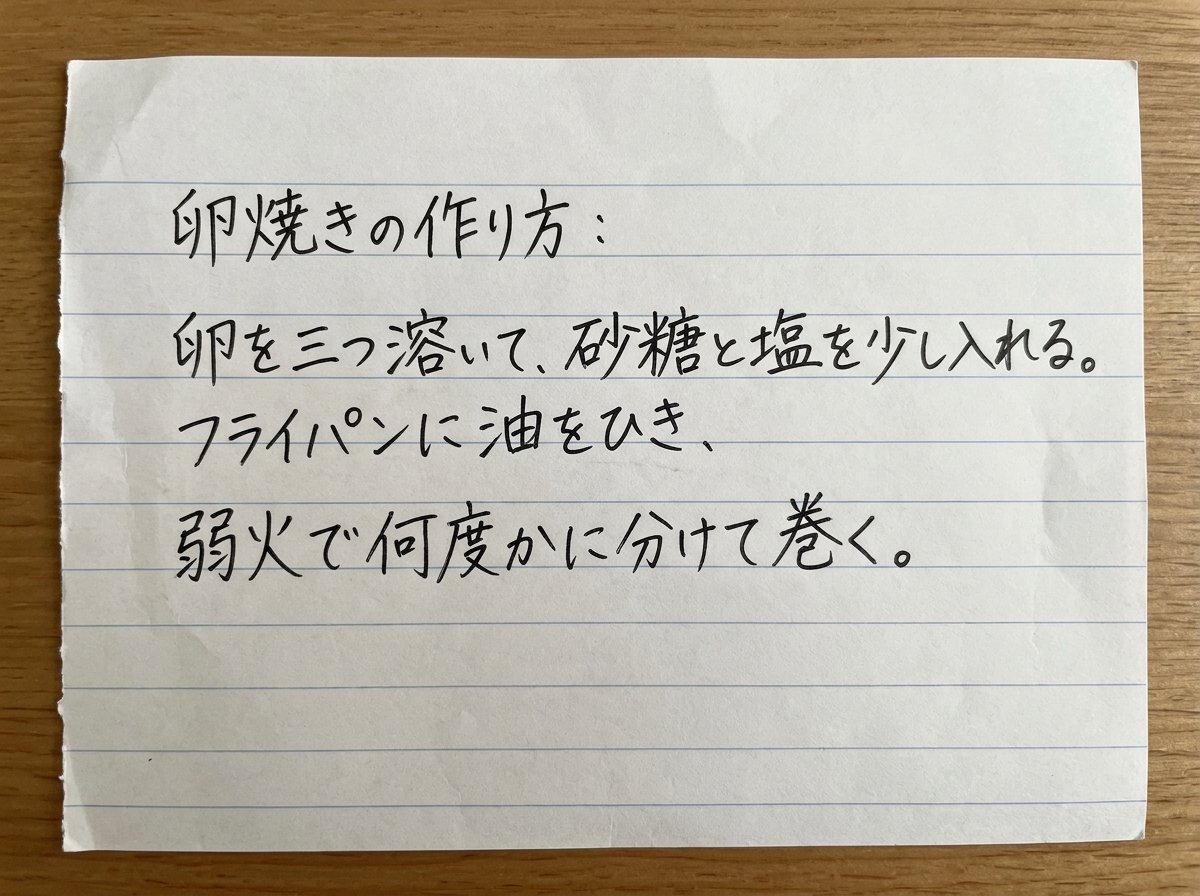 卵焼きの作り方：
卵を三つ溶いて、砂糖と塩を少し入れる。
フライパンに油をひき、
弱火で何度かに分けて巻く。